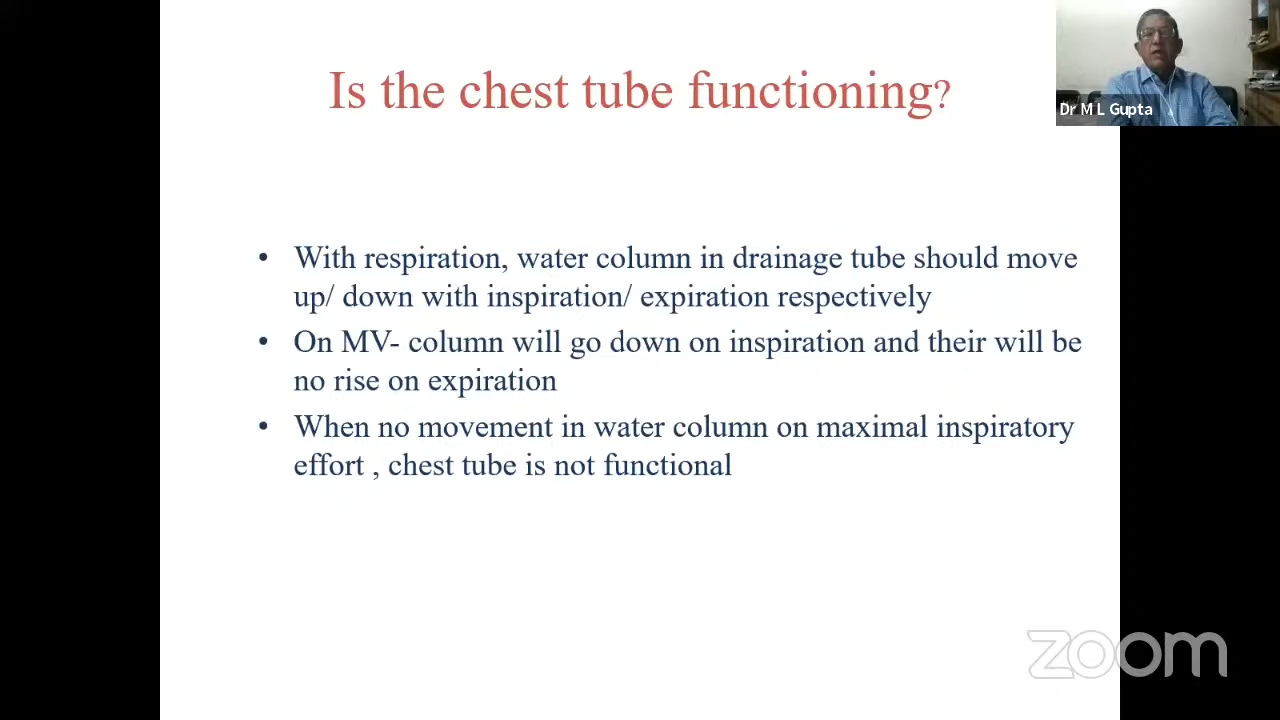 Is the chest tube functioning?
Dr M L Gupta
• With respiration, water column in drainage tube should move
up/ down with inspiration/ expiration respectively
• On MV- column will go down on inspiration and their will be
no rise on expiration
• When no movement in water column on maximal inspiratory
effort , chest tube is not functional
zoom